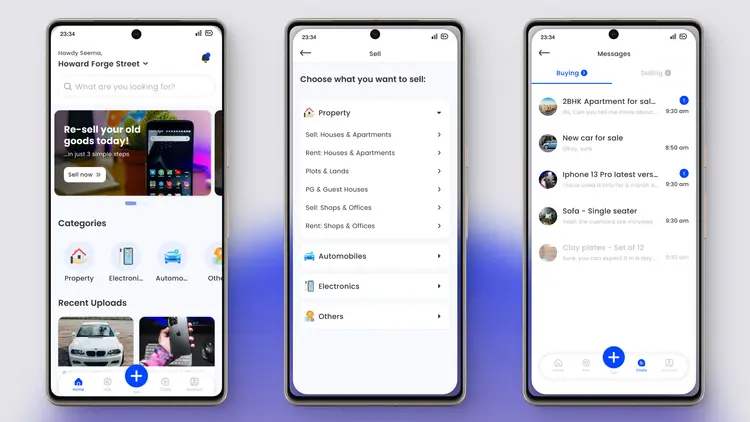 23:34
Howdy Seema,
Howard Forge Street
What are you looking for?
Re-sell your old
goods today!
...in just 3 simple steps
Sell now
Categories
Property
Electroni...
Automo...
Othe
Recent Uploads
Home
Ads
Chats
Account
23:34
Sell
Choose what you want to sell:
Property
Sell: Houses & Apartments
Rent: Houses & Apartments
Plots & Lands
PG & Guest Houses
Sell: Shops & Offices
Rent: Shops & Offices
Automobiles
Electronics
Others
23:34
Messages
Buying
Selling
2BHK Apartment for sal...
1
Hi, Can you tell me more about...
9:30 am
New car for sale
Okay, sure
8:50 am
Iphone 13 Pro latest vers...
1
I have used it only for a month s
9:30 am
Sofa - Single seater
Yeah the cushions are included
9:30 am
Clay plates - Set of 12
Sure, you can expect it in a day...
9:30 am
Home
Ads
Chats
Account